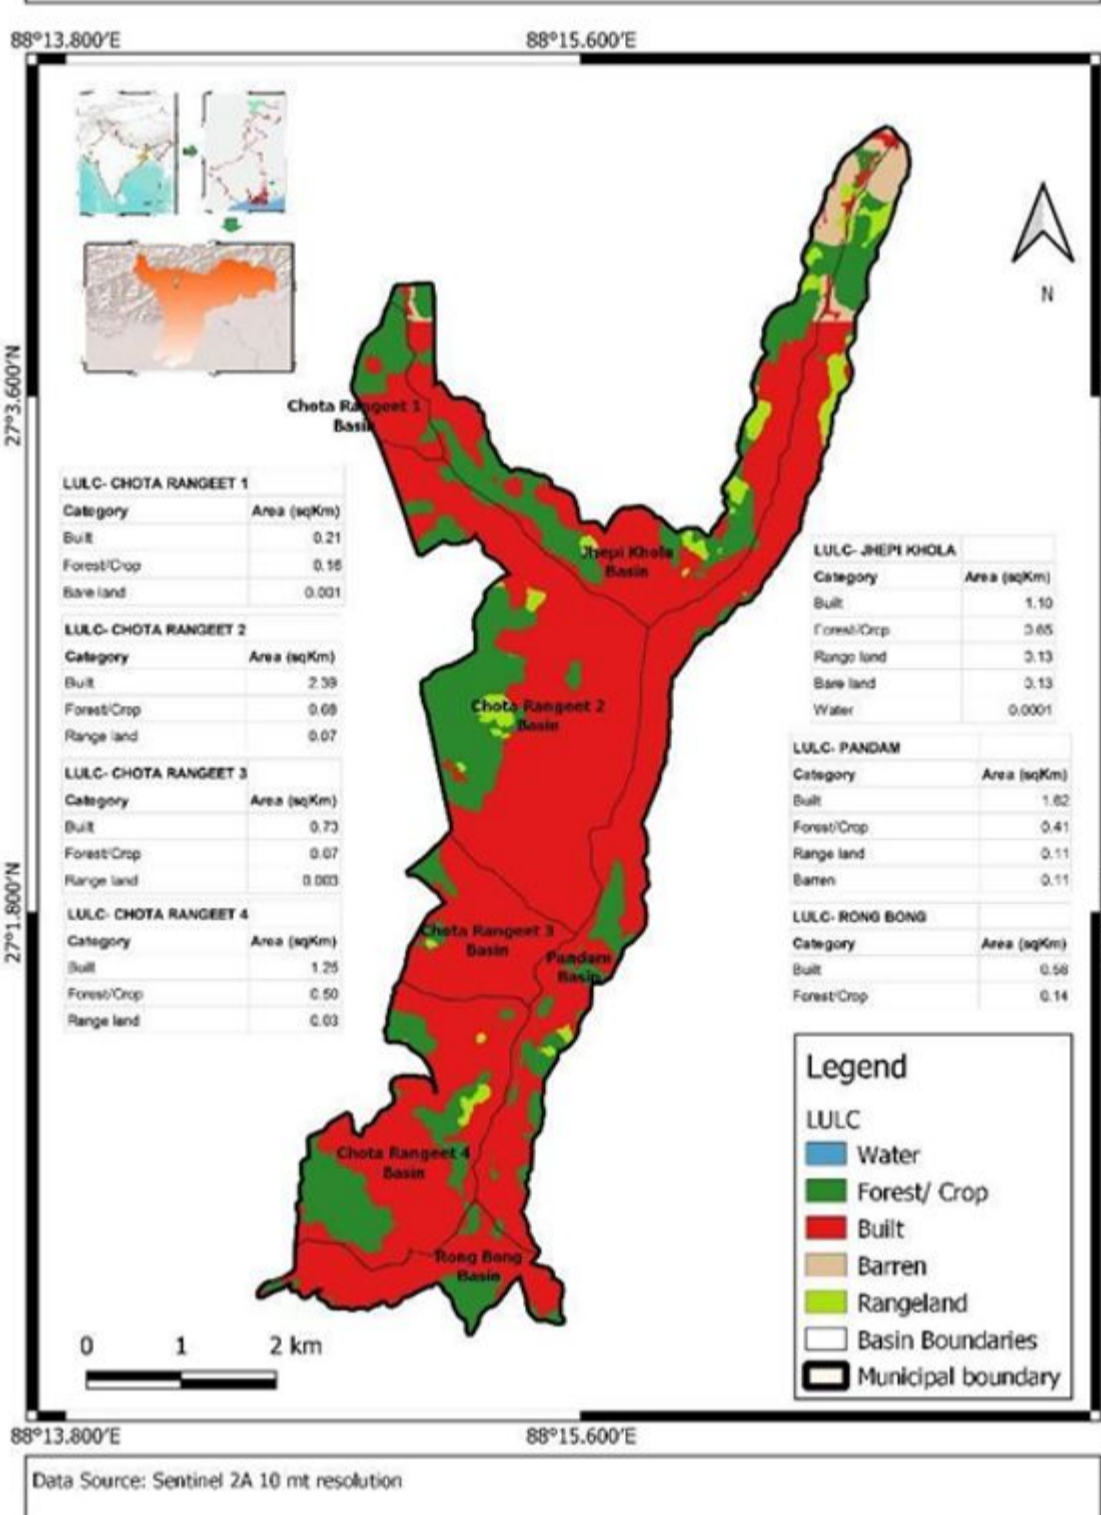 88°13.800'E 88°15.600'E
N
27°3.600'N
27°1.800'N
Chota Rangeet 1
Basin
Jhepi Khola
Basin
Chota Rangeet 2
Basin
Chota Rangeet 3
Basin
Pandam
Basin
Chota Rangeet 4
Basin
Rong Bong
Basin
LULC- CHOTA RANGEET 1
Category Area (sqKm)
Built 0.21
Forest/Crop 0.16
Bare land 0.001
LULC- CHOTA RANGEET 2
Category Area (sqKm)
Built 2.39
Forest/Crop 0.68
Range land 0.07
LULC- CHOTA RANGEET 3
Category Area (sqKm)
Built 0.73
Forest/Crop 0.07
Range land 0.003
LULC- CHOTA RANGEET 4
Category Area (sqKm)
Built 1.25
Forest/Crop 0.50
Range land 0.03
LULC- JHEPI KHOLA
Category Area (sqKm)
Built 1.10
Forest/Crop 0.65
Range land 0.13
Bare land 0.13
Water 0.0001
LULC- PANDAM
Category Area (sqKm)
Built 1.62
Forest/Crop 0.41
Range land 0.11
Barren 0.11
LULC- RONG BONG
Category Area (sqKm)
Built 0.58
Forest/Crop 0.14
Legend
LULC
Water
Forest/ Crop
Built
Barren
Rangeland
Basin Boundaries
Municipal boundary
0 1 2 km
88°13.800'E 88°15.600'E
Data Source: Sentinel 2A 10 mt resolution